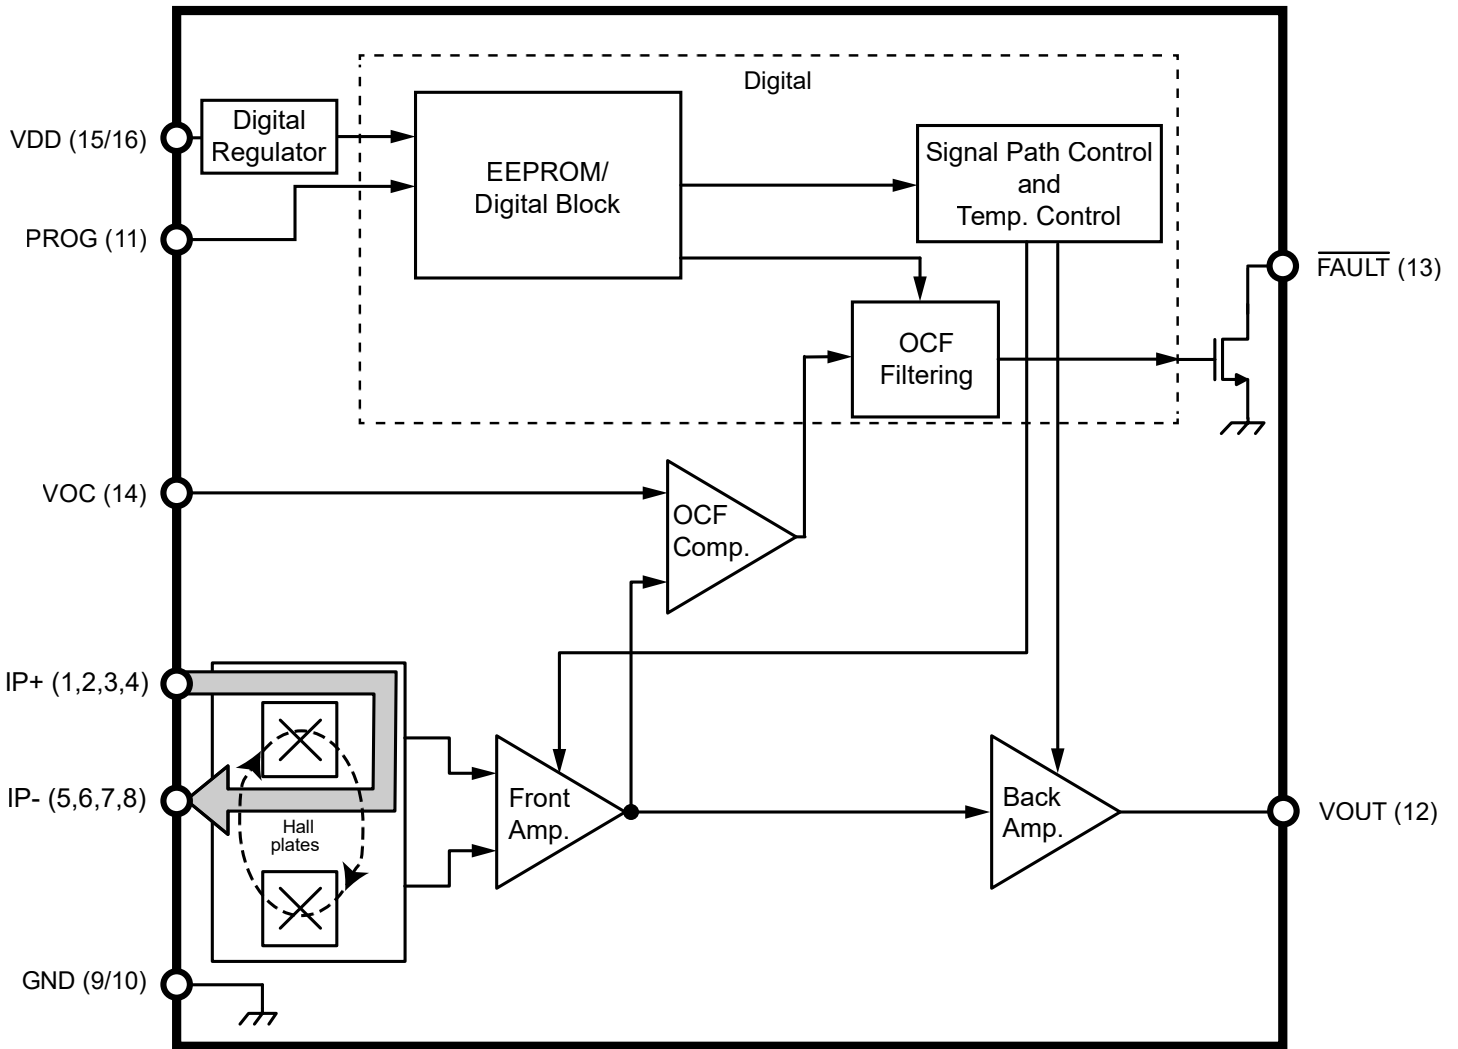 Digital
Digital
Regulator
VDD (15/16)
EEPROM/
Digital Block
Signal Path Control
and
Temp. Control
PROG (11)
FAULT (13)
OCF
Filtering
VOC (14)
OCF
Comp.
IP+ (1,2,3,4)
IP- (5,6,7,8)
Hall
plates
Front
Amp.
Back
Amp.
VOUT (12)
GND (9/10)